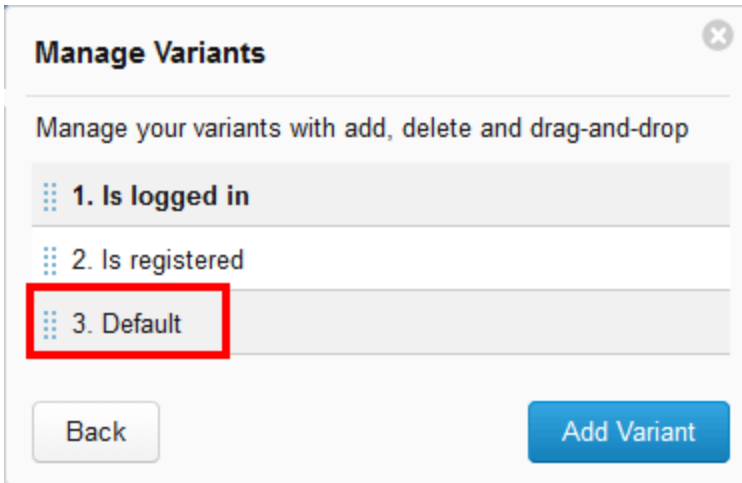 Manage Variants
Manage your variants with add, delete and drag-and-drop
1. Is logged in
2. Is registered
3. Default
Back
Add Variant